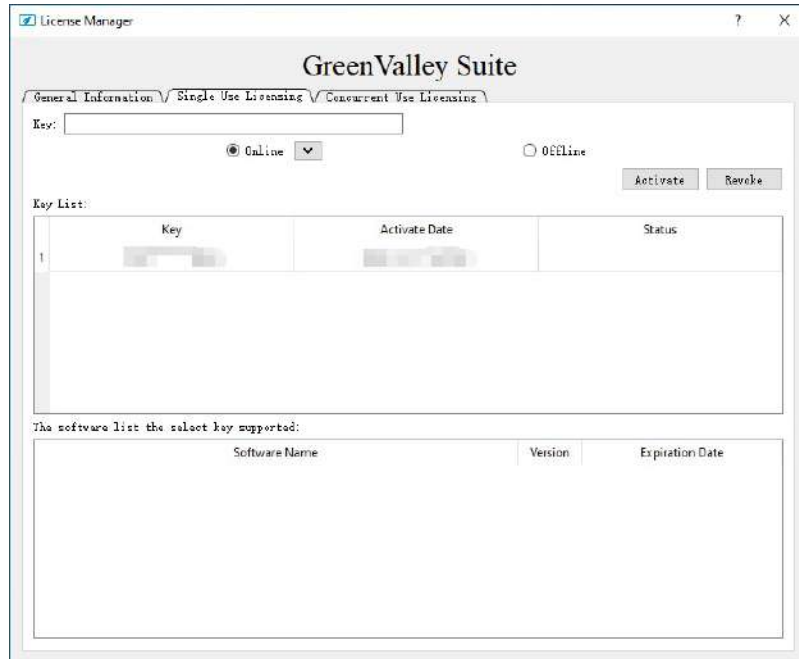 License Manager ? X
GreenValley Suite
General Information Single Use Licensing Concurrent Use Licensing
Key:
Online Offline
Activate Revoke
Key List:
Key Activate Date Status
1
The software list the select key supported:
Software Name Version Expiration Date